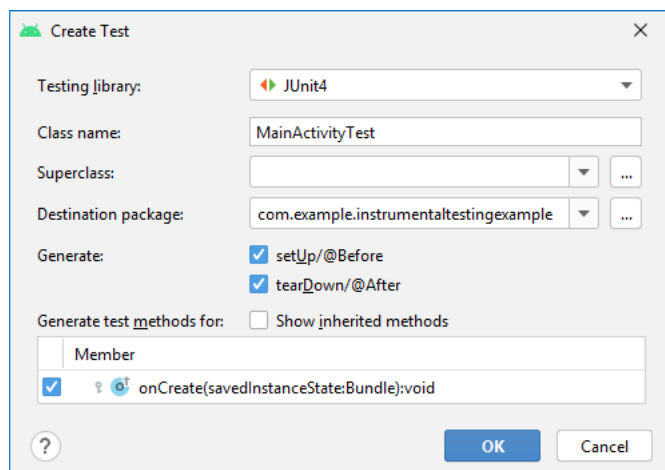 Create Test
Testing library: JUnit4
Class name: MainActivityTest
Superclass: ...
Destination package: com.example.instrumentaltestingexample ...
Generate: setUp/@Before
tearDown/@After
Generate test methods for: Show inherited methods
Member
onCreate(savedInstanceState:Bundle):void
? OK Cancel